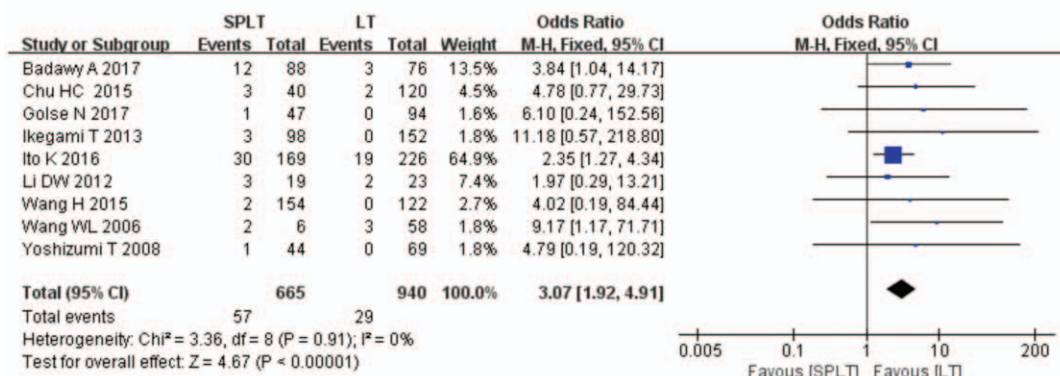 SPLT LT Odds Ratio Odds Ratio
Study or Subgroup Events Total Events Total Weight M-H, Fixed, 95% CI M-H, Fixed, 95% CI
Badawy A 2017 12 88 3 76 13.5% 3.84 [1.04, 14.17]
Chu HC 2015 3 40 2 120 4.5% 4.78 [0.77, 29.73]
Golse N 2017 1 47 0 94 1.6% 6.10 [0.24, 152.56]
Ikegami T 2013 3 98 0 152 1.8% 11.18 [0.57, 218.80]
Ito K 2016 30 169 19 226 64.9% 2.35 [1.27, 4.34]
Li DW 2012 3 19 2 23 7.4% 1.97 [0.29, 13.21]
Wang H 2015 2 154 0 122 2.7% 4.02 [0.19, 84.44]
Wang WL 2006 2 6 3 58 1.8% 9.17 [1.17, 71.71]
Yoshizumi T 2008 1 44 0 69 1.8% 4.79 [0.19, 120.32]
Total (95% CI) 665 940 100.0% 3.07 [1.92, 4.91]
Total events 57 29
Heterogeneity: Chi² = 3.36, df = 8 (P = 0.91); I² = 0%
Test for overall effect: Z = 4.67 (P < 0.00001)
0.005 0.1 1 10 200
Favous [SPLT] Favous [LT]